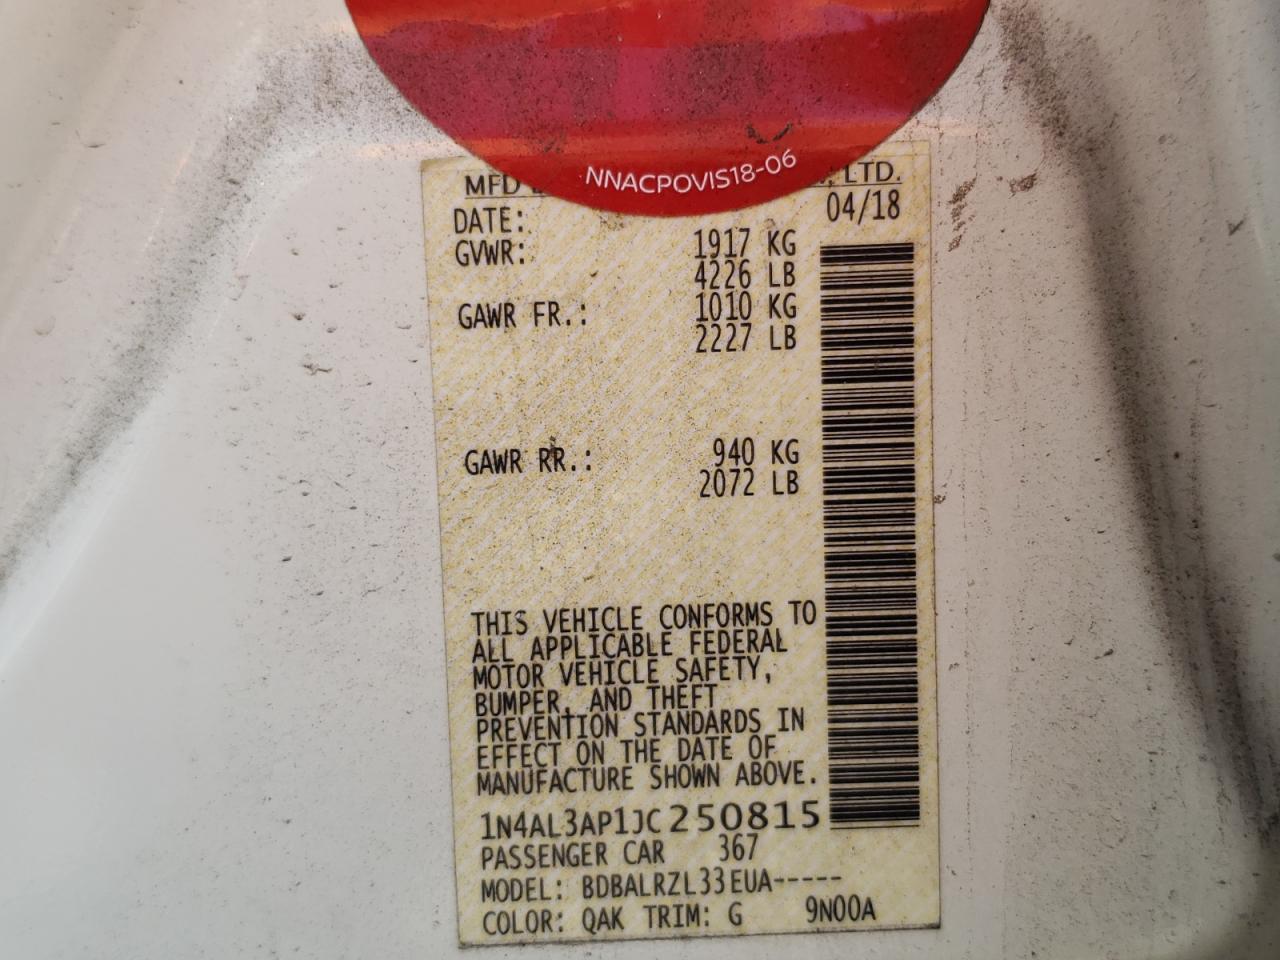 NNACPOVIS18-06
MFD LTD.
DATE: 04/18
GVWR: 1917 KG
4226 LB
GAWR FR.: 1010 KG
2227 LB
GAWR RR.: 940 KG
2072 LB
THIS VEHICLE CONFORMS TO
ALL APPLICABLE FEDERAL
MOTOR VEHICLE SAFETY,
BUMPER, AND THEFT
PREVENTION STANDARDS IN
EFFECT ON THE DATE OF
MANUFACTURE SHOWN ABOVE.
1N4AL3AP1JC250815
PASSENGER CAR 367
MODEL: BDBALRZL33EUA-----
COLOR: QAK TRIM: G 9N00A